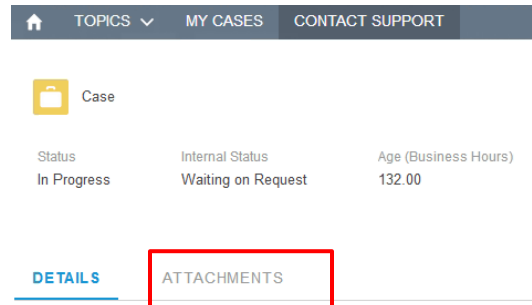 TOPICS MY CASES CONTACT SUPPORT
Case
Status Internal Status Age (Business Hours)
In Progress Waiting on Request 132.00
DETAILS ATTACHMENTS